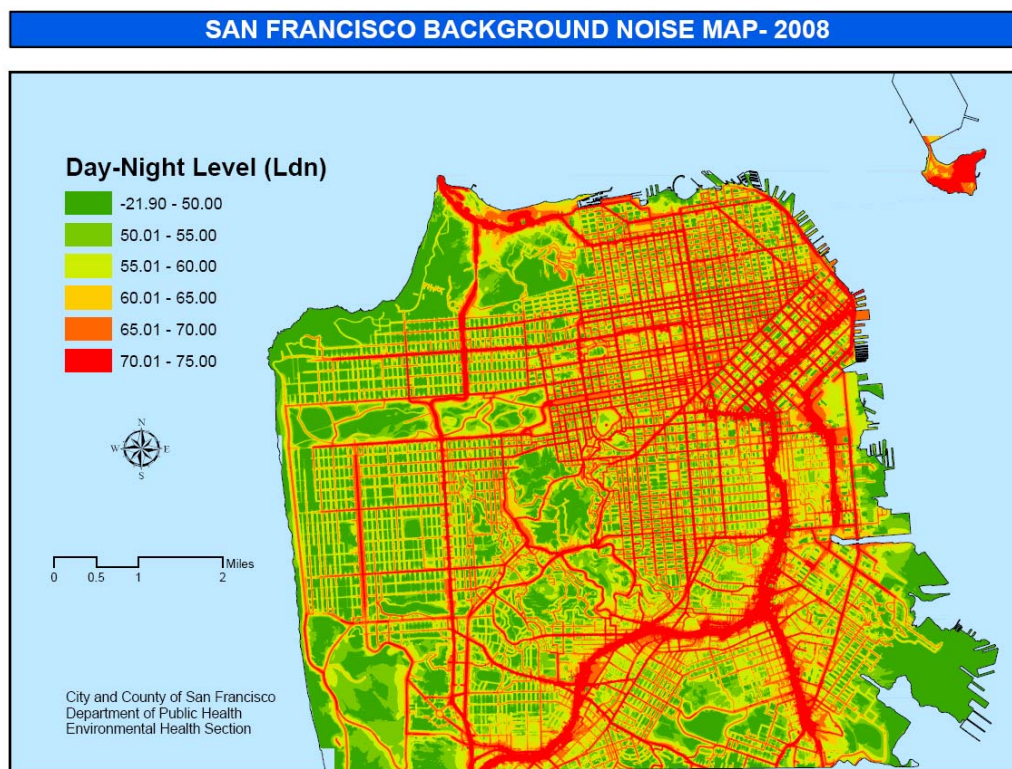 SAN FRANCISCO BACKGROUND NOISE MAP- 2008
Day-Night Level (Ldn)
-21.90 - 50.00
50.01 - 55.00
55.01 - 60.00
60.01 - 65.00
65.01 - 70.00
70.01 - 75.00
N
W E
S
Miles
0 0.5 1 2
City and County of San Francisco
Department of Public Health
Environmental Health Section